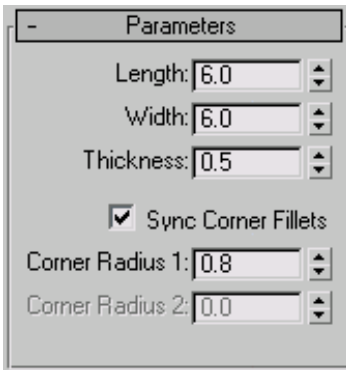 - Parameters
Length: 6.0
Width: 6.0
Thickness: 0.5
Sync Corner Fillets
Corner Radius 1: 0.8
Corner Radius 2: 0.0